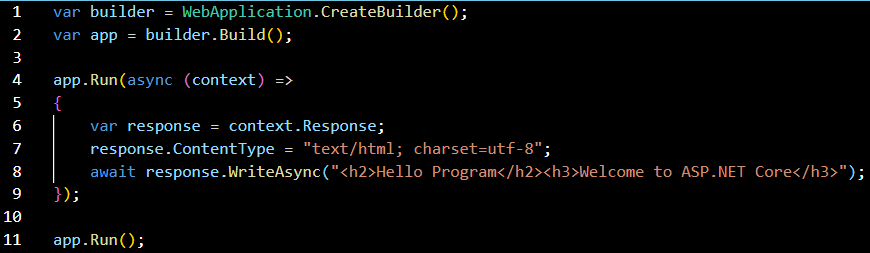 1 var builder = WebApplication.CreateBuilder();
2 var app = builder.Build();
3
4 app.Run(async (context) =>
5 {
6     var response = context.Response;
7     response.ContentType = "text/html; charset=utf-8";
8     await response.WriteAsync("<h2>Hello Program</h2><h3>Welcome to ASP.NET Core</h3>");
9 });
10
11 app.Run();